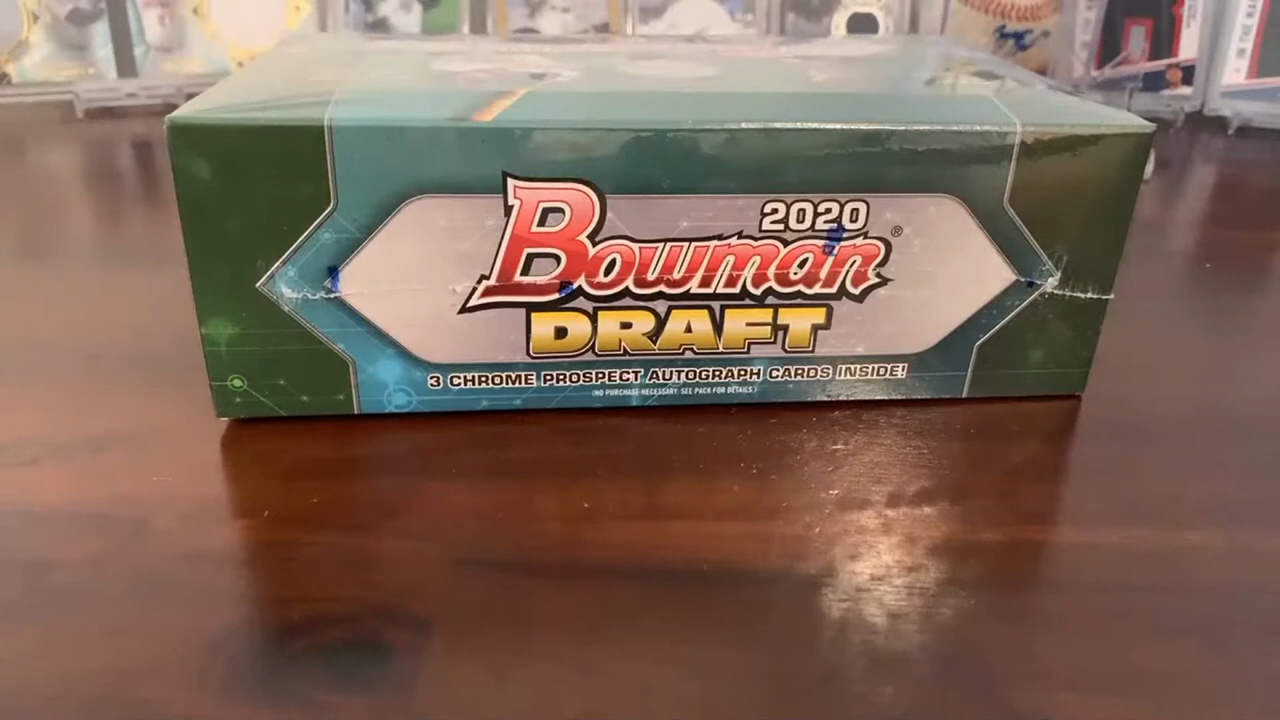 2020
Bowman®
DRAFT
3 CHROME PROSPECT AUTOGRAPH CARDS INSIDE!
(NO PURCHASE NECESSARY. SEE PACK FOR DETAILS.)